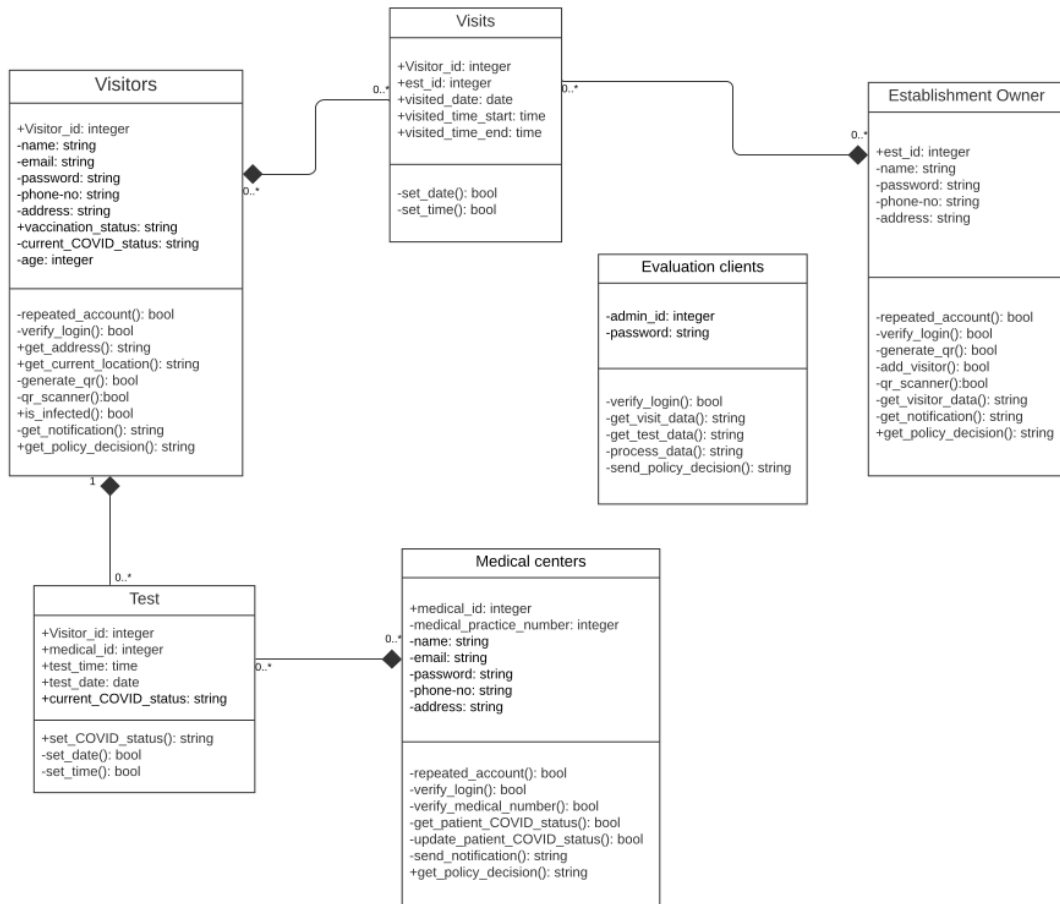 Visits
+Visitor_id: integer
+est_id: integer
+visited_date: date
+visited_time_start: time
+visited_time_end: time
-set_date(): bool
-set_time(): bool
Visitors
+Visitor_id: integer
-name: string
-email: string
-password: string
-phone-no: string
-address: string
+vaccination_status: string
-current_COVID_status: string
-age: integer
-repeated_account(): bool
-verify_login(): bool
+get_address(): string
+get_current_location(): string
-generate_qr(): bool
-qr_scanner():bool
+is_infected(): bool
-get_notification(): string
+get_policy_decision(): string
0..*
0..*
0..*
0..*
Establishment Owner
+est_id: integer
-name: string
-password: string
-phone-no: string
-address: string
-repeated_account(): bool
-verify_login(): bool
-generate_qr(): bool
-add_visitor(): bool
-qr_scanner():bool
-get_visitor_data(): string
-get_notification(): string
+get_policy_decision(): string
Evaluation clients
-admin_id: integer
-password: string
-verify_login(): bool
-get_visit_data(): string
-get_test_data(): string
-process_data(): string
-send_policy_decision(): string
1
0..*
Test
+Visitor_id: integer
+medical_id: integer
+test_time: time
+test_date: date
+current_COVID_status: string
+set_COVID_status(): string
-set_date(): bool
-set_time(): bool
0..*
0..*
Medical centers
+medical_id: integer
-medical_practice_number: integer
-name: string
-email: string
-password: string
-phone-no: string
-address: string
-repeated_account(): bool
-verify_login(): bool
-verify_medical_number(): bool
-get_patient_COVID_status(): bool
-update_patient_COVID_status(): bool
-send_notification(): string
+get_policy_decision(): string